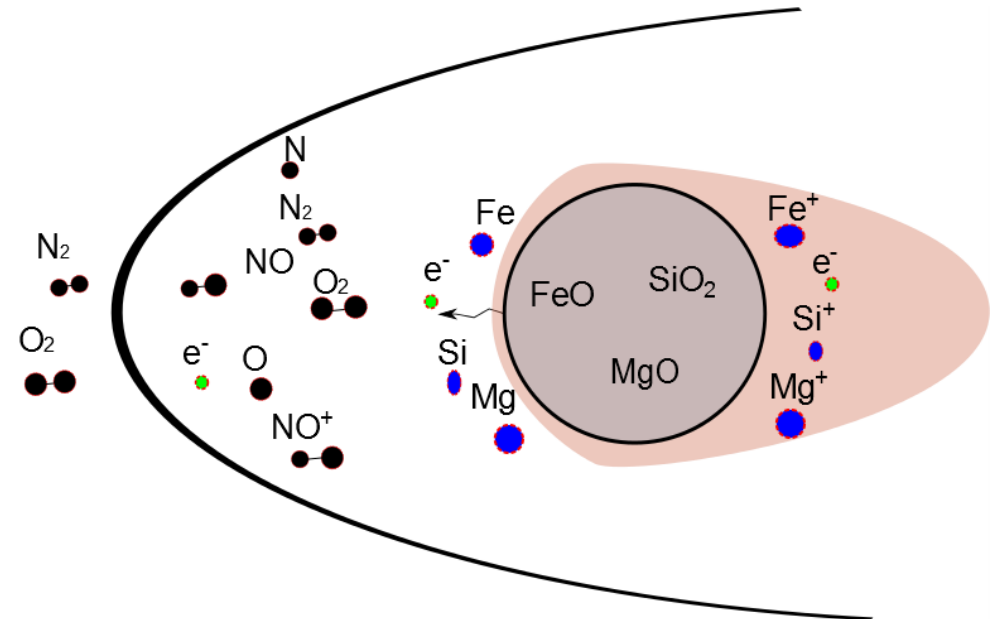 N
N₂
Fe
Fe⁺
N₂
NO
e⁻
e⁻
O₂
FeO
SiO₂
Si⁺
O₂
e⁻
O
Si
MgO
Mg
Mg⁺
NO⁺